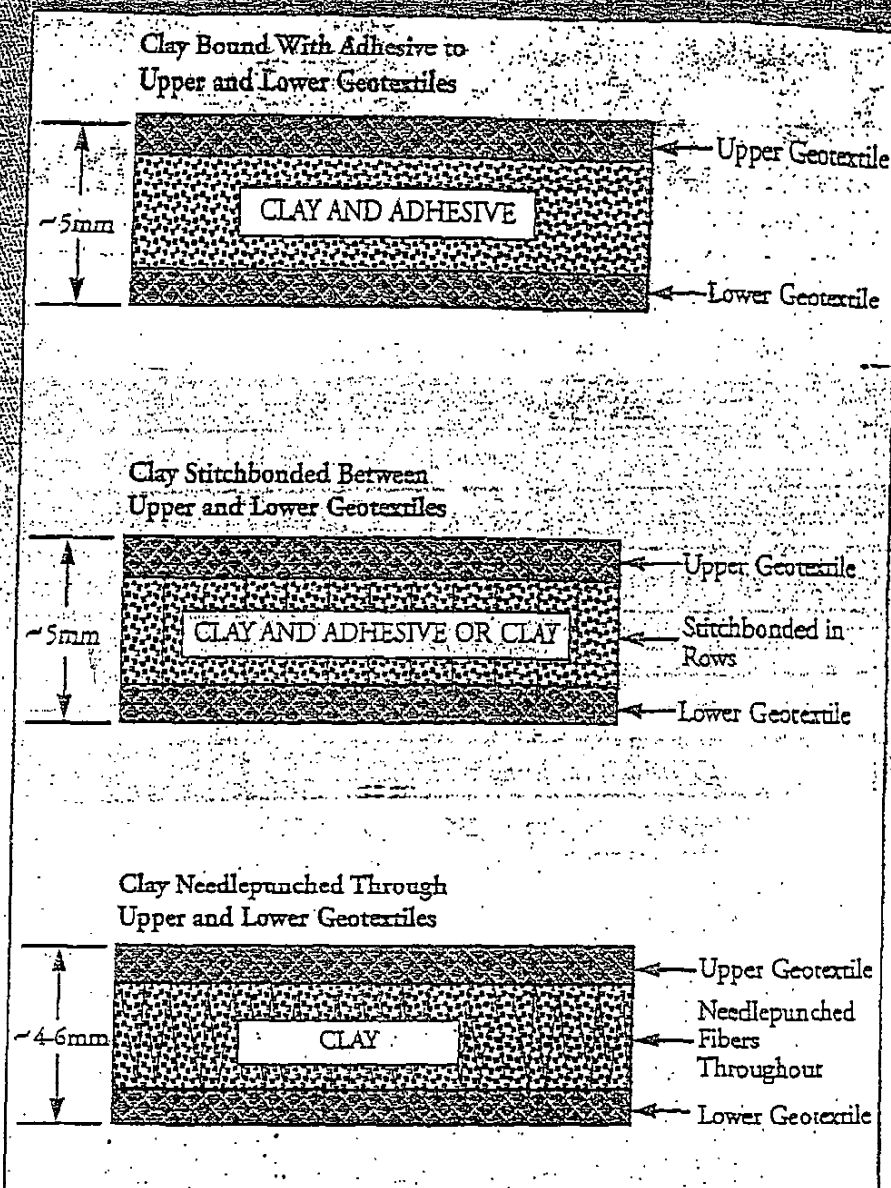 Clay Bound With Adhesive to
Upper and Lower Geotextiles
Upper Geotextile
~5mm
CLAY AND ADHESIVE
Lower Geotextile
Clay Stitchbonded Between
Upper and Lower Geotextiles
Upper Geotextile
~5mm
CLAY AND ADHESIVE OR CLAY
Stitchbonded in
Rows
Lower Geotextile
Clay Needlepunched Through
Upper and Lower Geotextiles
Upper Geotextile
~4-6mm
CLAY
Needlepunched
Fibers
Throughout
Lower Geotextile